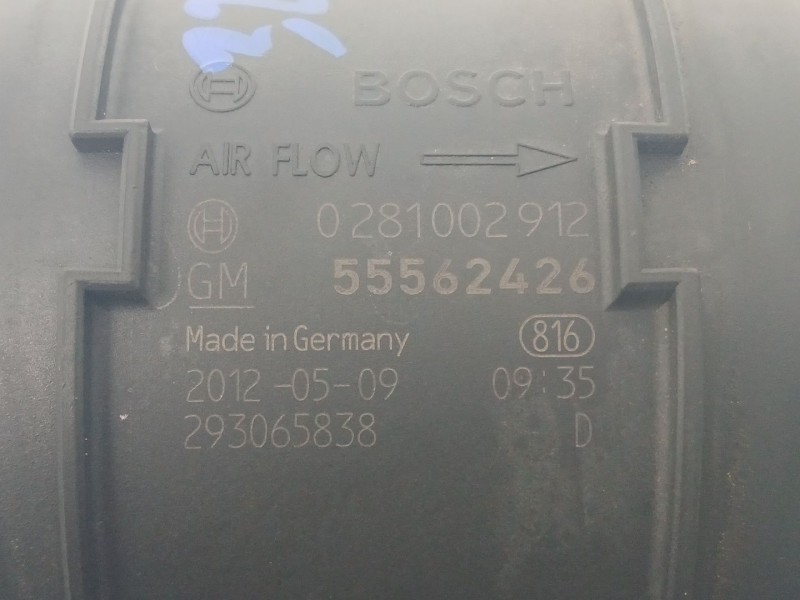 BOSCH
AIR FLOW
0 281 002 912
GM 55562426
Made in Germany 816
2012-05-09 09:35
293065838 D